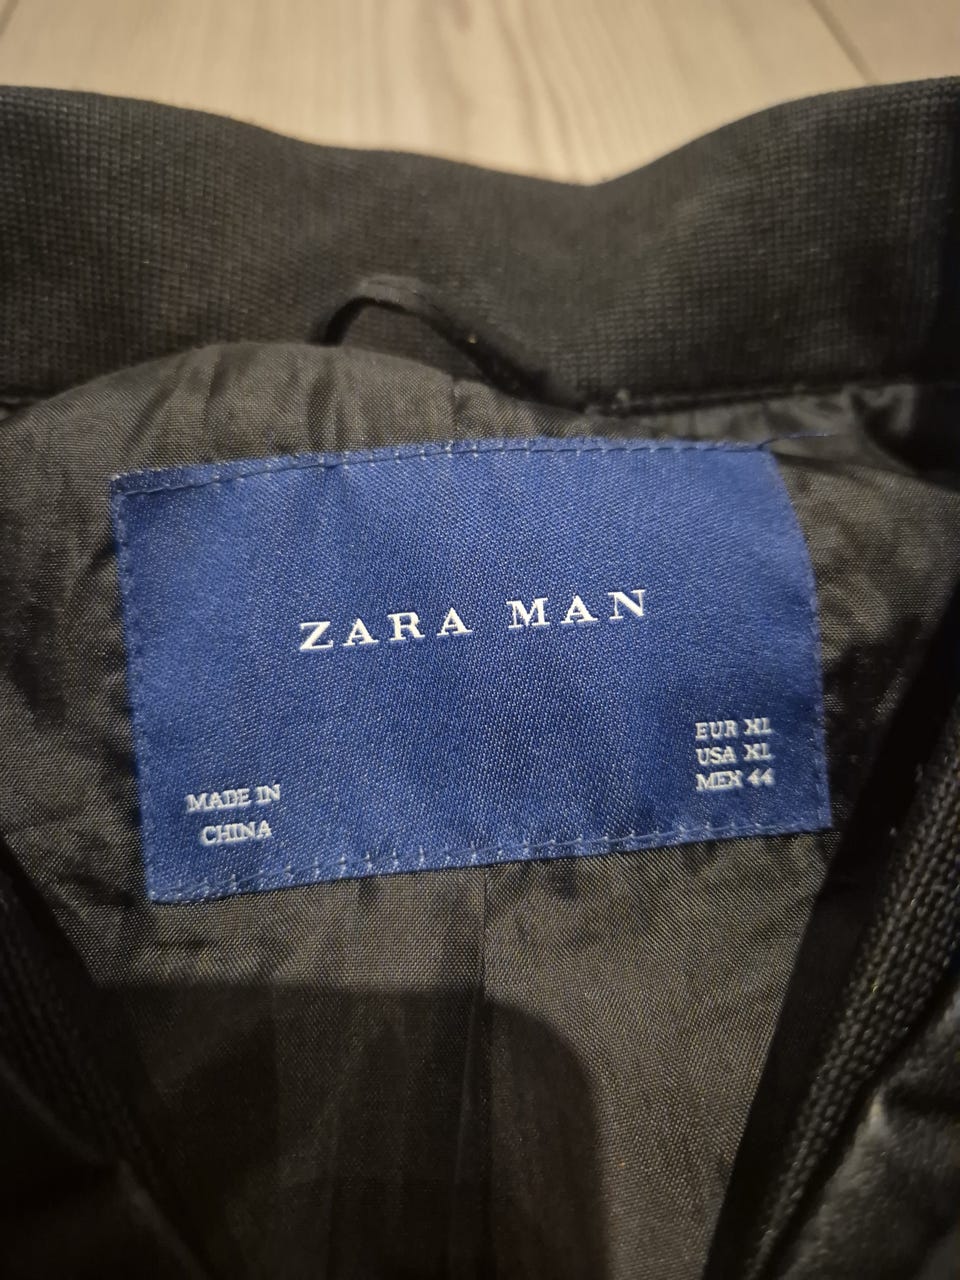 ZARA MAN
EUR XL
USA XL
MEX 44
MADE IN
CHINA